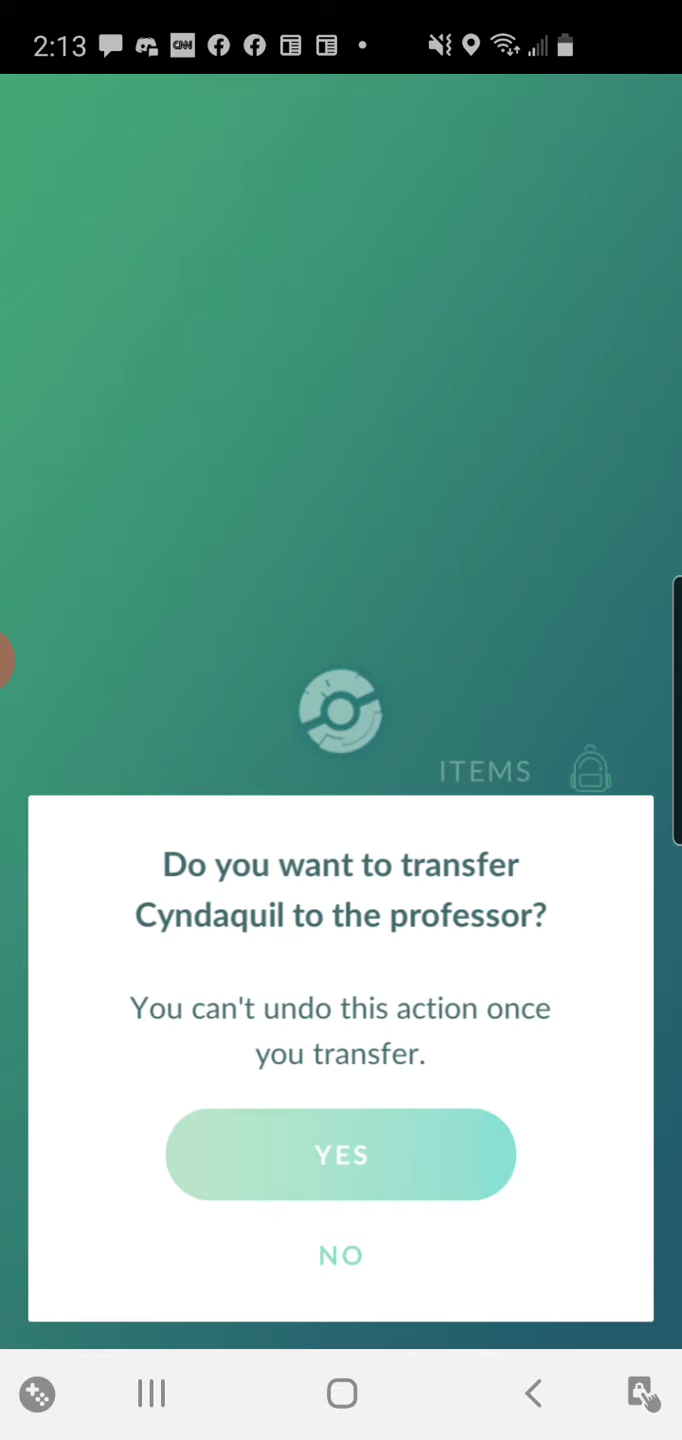 2:13
CNN
ITEMS
Do you want to transfer
Cyndaquil to the professor?
You can't undo this action once
you transfer.
YES
NO